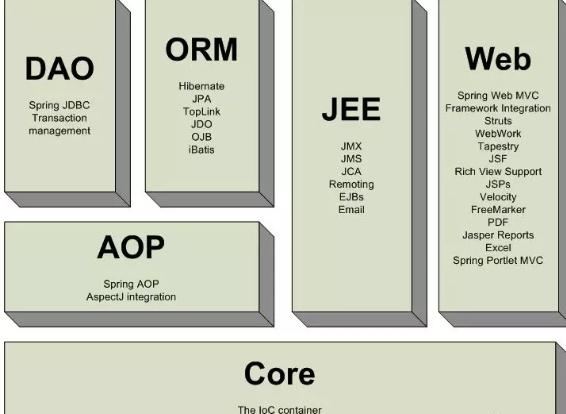 DAO
Spring JDBC
Transaction
management
ORM
Hibernate
JPA
TopLink
JDO
OJB
iBatis
JEE
JMX
JMS
JCA
Remoting
EJBs
Email
Web
Spring Web MVC
Framework Integration
Struts
WebWork
Tapestry
JSF
Rich View Support
JSPs
Velocity
FreeMarker
PDF
Jasper Reports
Excel
Spring Portlet MVC
AOP
Spring AOP
AspectJ integration
Core
The IoC container